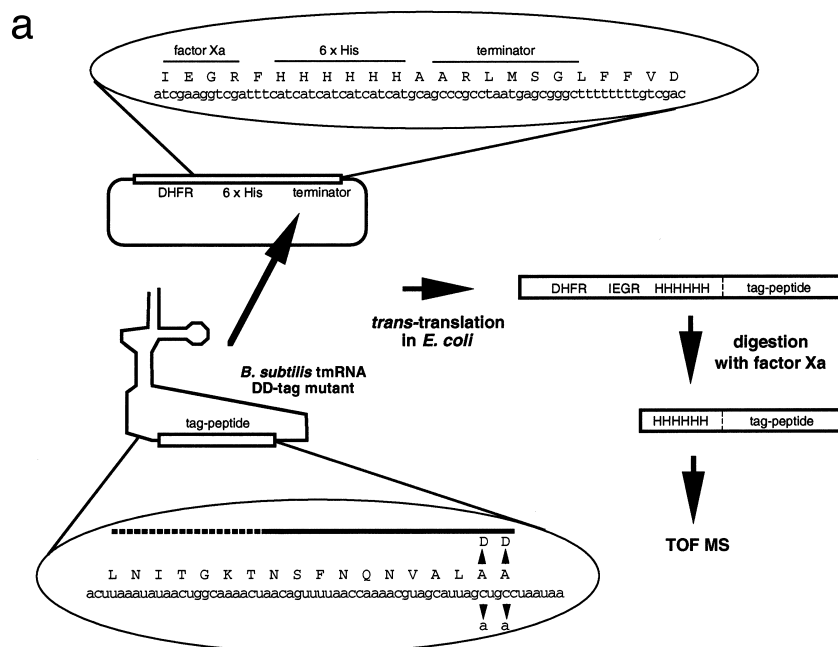 a
factor Xa 6 x His terminator
I E G R F H H H H H H A A R L M S G L F F V D
atcgaaggtcgatttcatcatcatcatcatcatgcagcccgcctaatgagcgggcttttttttgtcgac
DHFR 6 x His terminator
DHFR IEGR HHHHHH tag-peptide
trans-translation
in E. coli
digestion
with factor Xa
B. subtilis tmRNA
DD-tag mutant
tag-peptide
HHHHHH tag-peptide
TOF MS
D D
L N I T G K T N S F N Q N V A L A A
acuuaaauauaacuggcaaaacuaacaguuuuaaccaaaacguagcauuagcugccuaauaa
a a